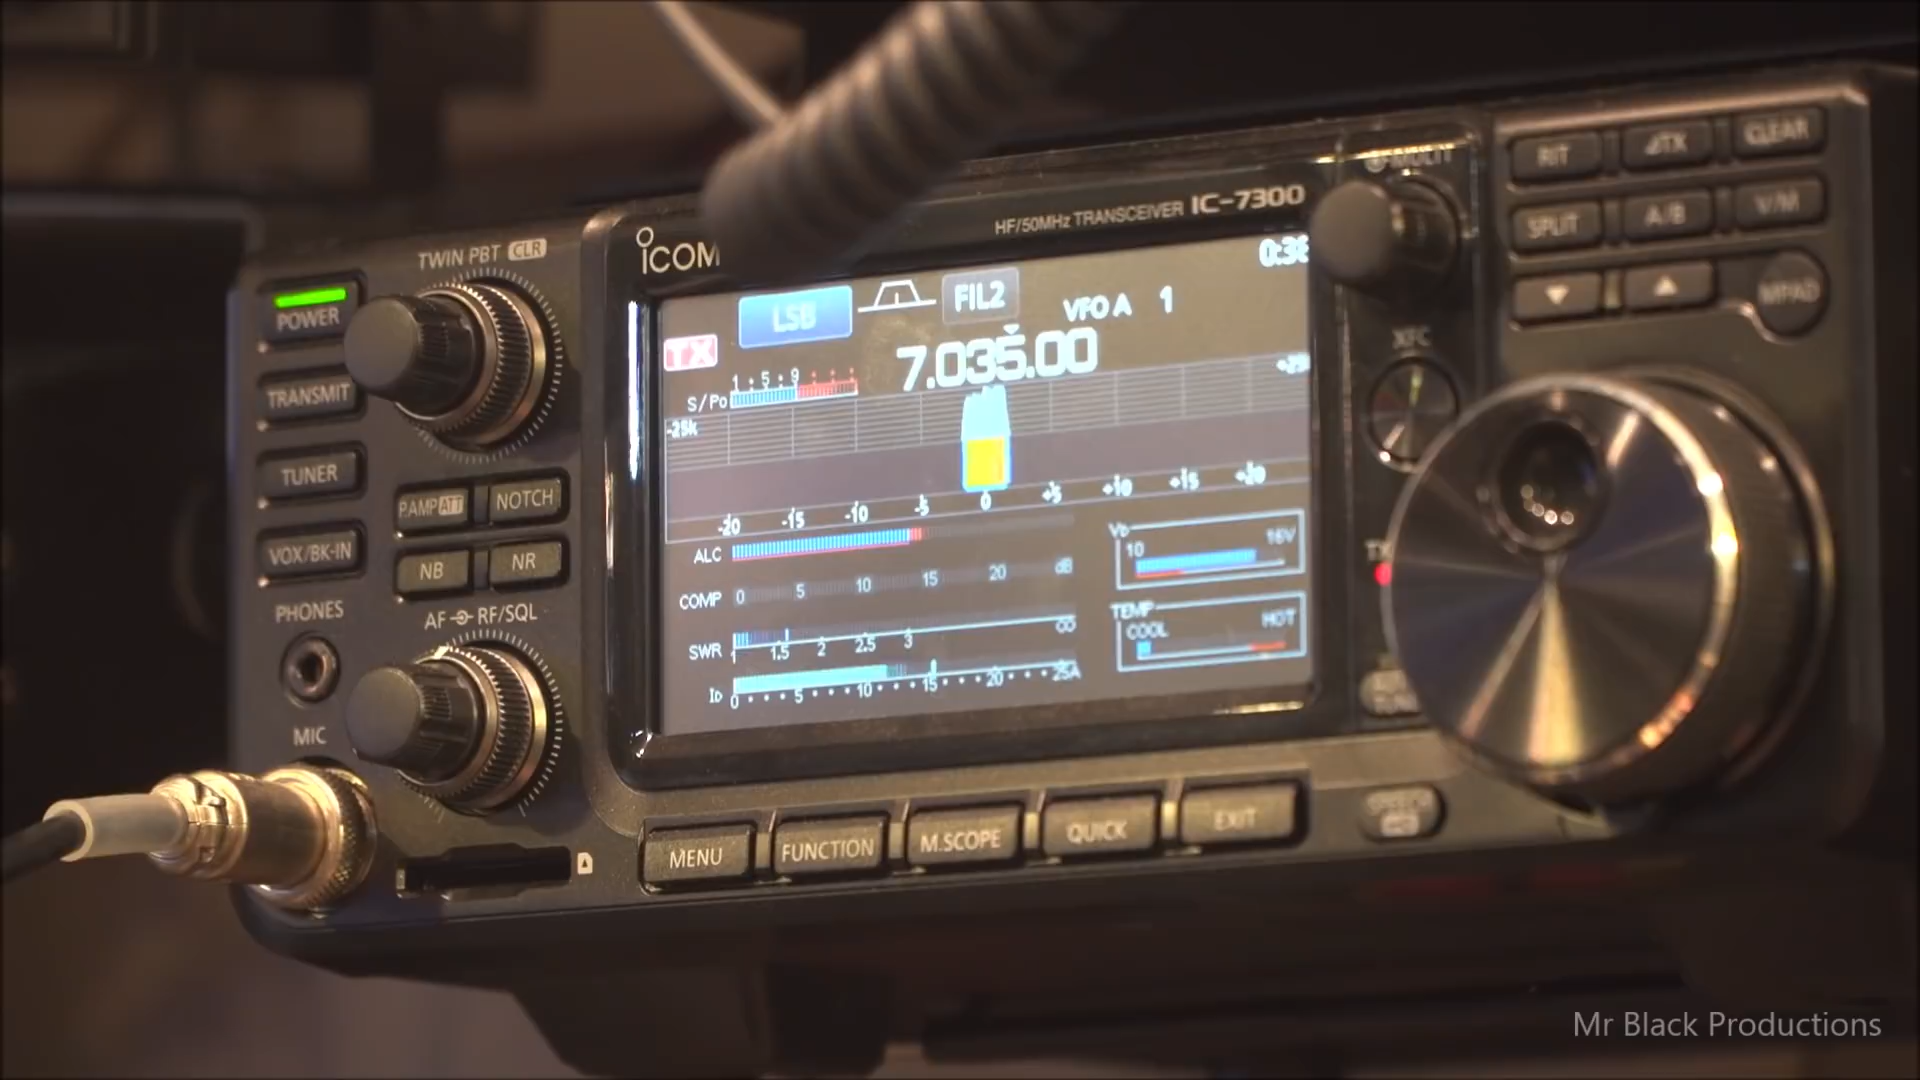 TWIN PBT CLR
POWER
TRANSMIT
TUNER
VOX/BK-IN
PHONES
MIC
P.AMP ATT
NOTCH
NB
NR
AF RF/SQL
ICOM
HF/50MHz TRANSCEIVER IC-7300
LSB
FIL2
VFO A 1
0:38
TX
7.035.00
1 5 9
S/Po
-25k
+25k
-20 -15 -10 -5 0 +5 +10 +15 +20
ALC
COMP 0 5 10 15 20 dB
SWR 1 1.5 2 2.5 3 ∞
ID 0 5 10 15 20 25A
VD
10 16V
TEMP
COOL HOT
MENU
FUNCTION
M.SCOPE
QUICK
EXIT
MULTI
XFC
TX
SPEECH
RIT
⊿TX
CLEAR
SPLIT
A/B
V/M
MPAD
Mr Black Productions